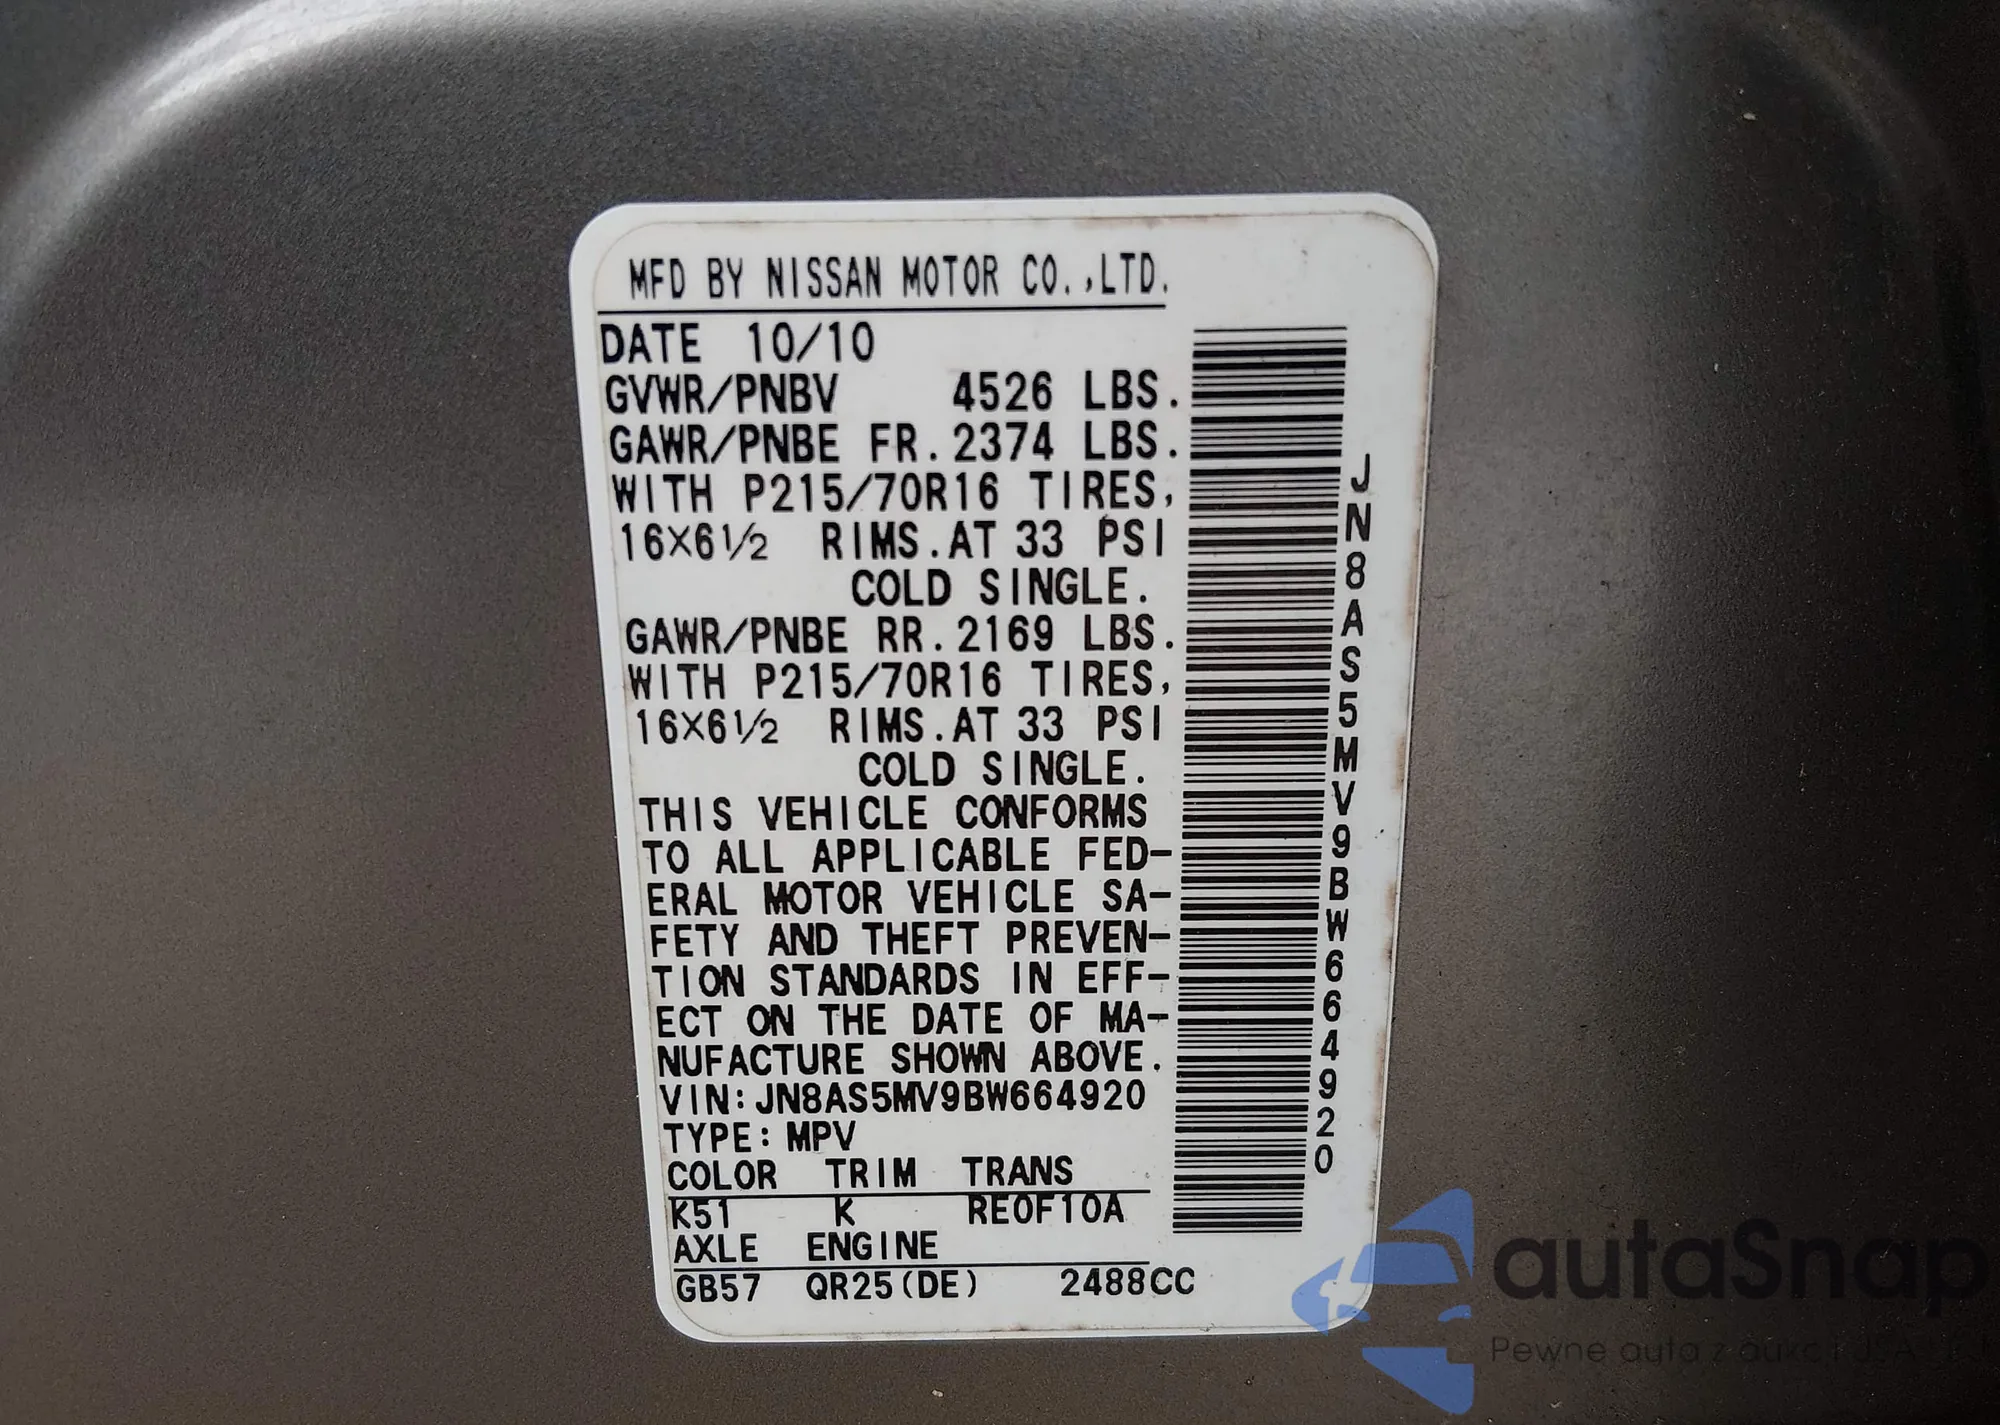 MFD BY NISSAN MOTOR CO.,LTD.
DATE 10/10
GVWR/PNBV 4526 LBS.
GAWR/PNBE FR.2374 LBS.
WITH P215/70R16 TIRES,
16×6½ RIMS.AT 33 PSI
COLD SINGLE.
GAWR/PNBE RR.2169 LBS.
WITH P215/70R16 TIRES,
16×6½ RIMS.AT 33 PSI
COLD SINGLE.
THIS VEHICLE CONFORMS
TO ALL APPLICABLE FED-
ERAL MOTOR VEHICLE SA-
FETY AND THEFT PREVEN-
TION STANDARDS IN EFF-
ECT ON THE DATE OF MA-
NUFACTURE SHOWN ABOVE.
VIN:JN8AS5MV9BW664920
TYPE:MPV
COLOR TRIM TRANS
K51 K RE0F10A
AXLE ENGINE
GB57 QR25(DE) 2488CC
JN8AS5MV9BW664920
autaSnap
Pewne auta z